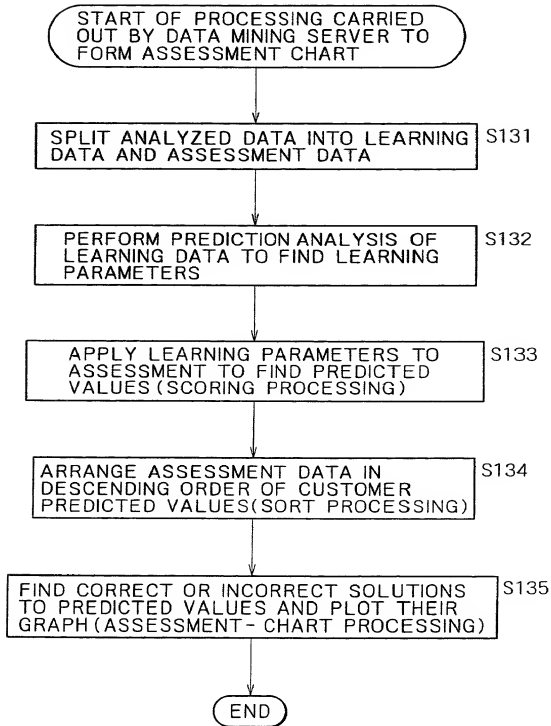 START OF PROCESSING CARRIED
OUT BY DATA MINING SERVER TO
FORM ASSESSMENT CHART
SPLIT ANALYZED DATA INTO LEARNING
DATA AND ASSESSMENT DATA
S131
PERFORM PREDICTION ANALYSIS OF
LEARNING DATA TO FIND LEARNING
PARAMETERS
S132
APPLY LEARNING PARAMETERS TO
ASSESSMENT TO FIND PREDICTED
VALUES (SCORING PROCESSING)
S133
ARRANGE ASSESSMENT DATA IN
DESCENDING ORDER OF CUSTOMER
PREDICTED VALUES(SORT PROCESSING)
S134
FIND CORRECT OR INCORRECT SOLUTIONS
TO PREDICTED VALUES AND PLOT THEIR
GRAPH (ASSESSMENT-CHART PROCESSING)
S135
END